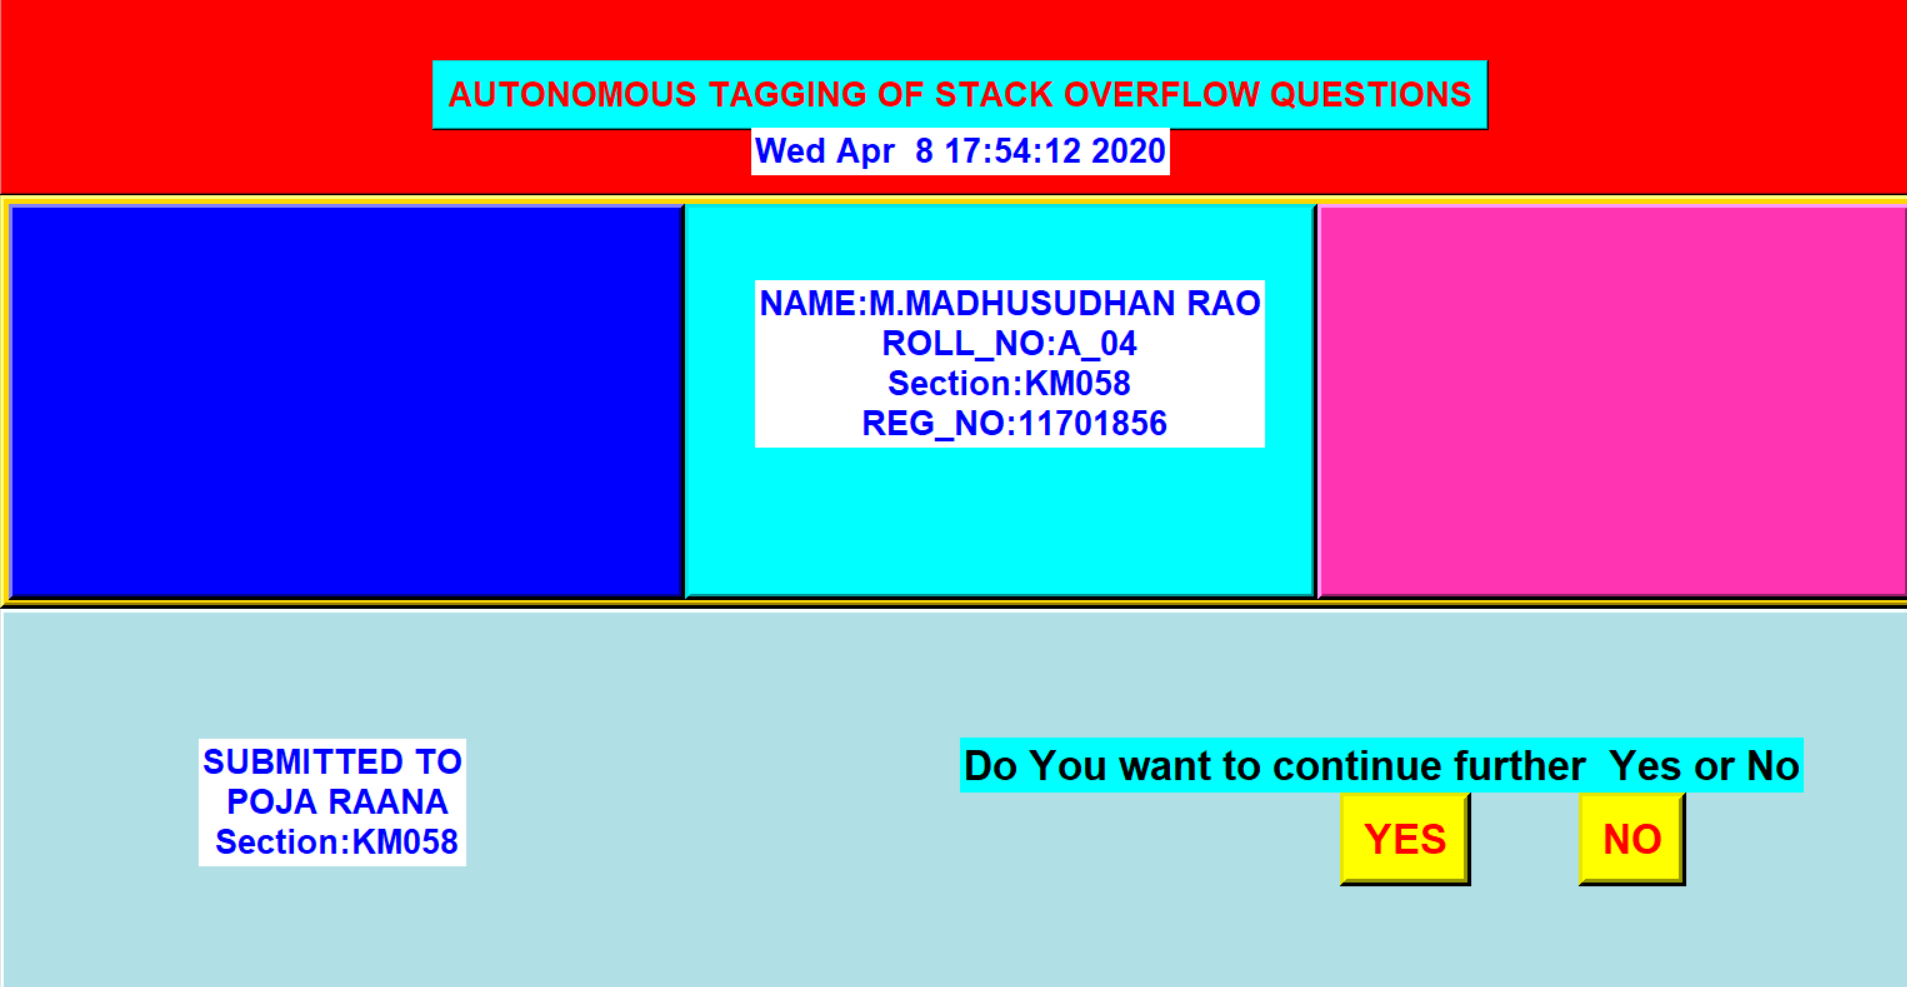 AUTONOMOUS TAGGING OF STACK OVERFLOW QUESTIONS
Wed Apr  8 17:54:12 2020
NAME:M.MADHUSUDHAN RAO
ROLL_NO:A_04
Section:KM058
REG_NO:11701856
SUBMITTED TO
POJA RAANA
Section:KM058
Do You want to continue further  Yes or No
YES
NO